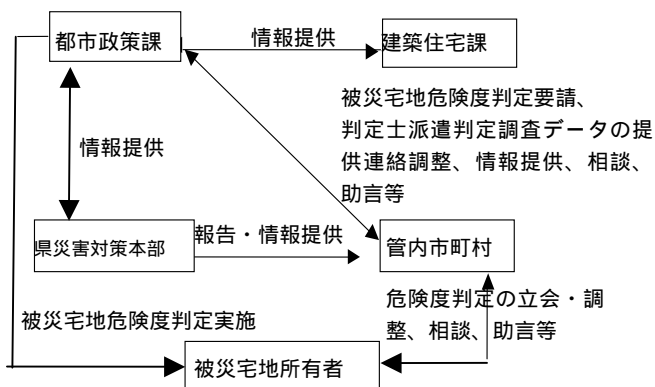 都市政策課
情報提供
建築住宅課
被災宅地危険度判定要請、
判定士派遣判定調査データの提
供連絡調整、情報提供、相談、
助言等
情報提供
県災害対策本部
報告・情報提供
管内市町村
被災宅地危険度判定実施
危険度判定の立会・調
整、相談、助言等
被災宅地所有者